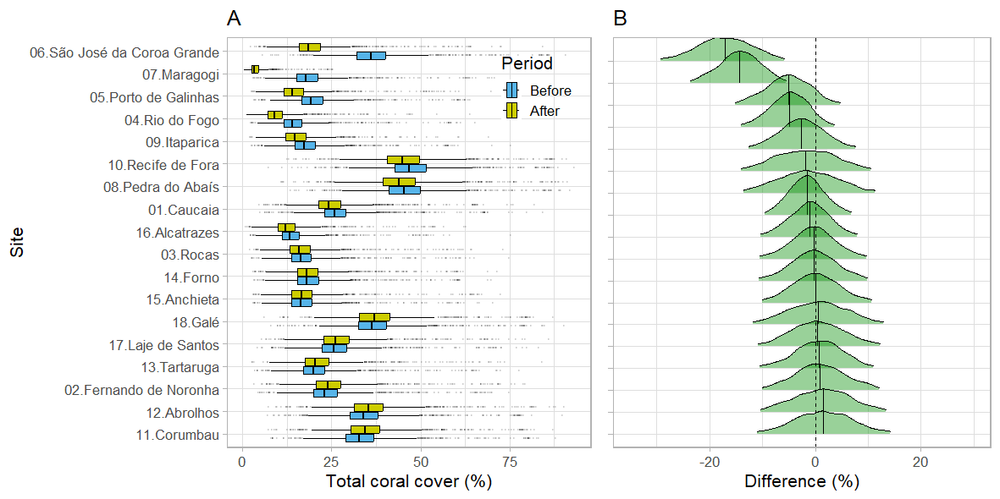 A
B
Site
06.São José da Coroa Grande
07.Maragogi
05.Porto de Galinhas
04.Rio do Fogo
09.Itaparica
10.Recife de Fora
08.Pedra do Abaís
01.Caucaia
16.Alcatrazes
03.Rocas
14.Forno
15.Anchieta
18.Galé
17.Laje de Santos
13.Tartaruga
02.Fernando de Noronha
12.Abrolhos
11.Corumbau
Period
Before
After
0 25 50 75
Total coral cover (%)
-20 0 20
Difference (%)